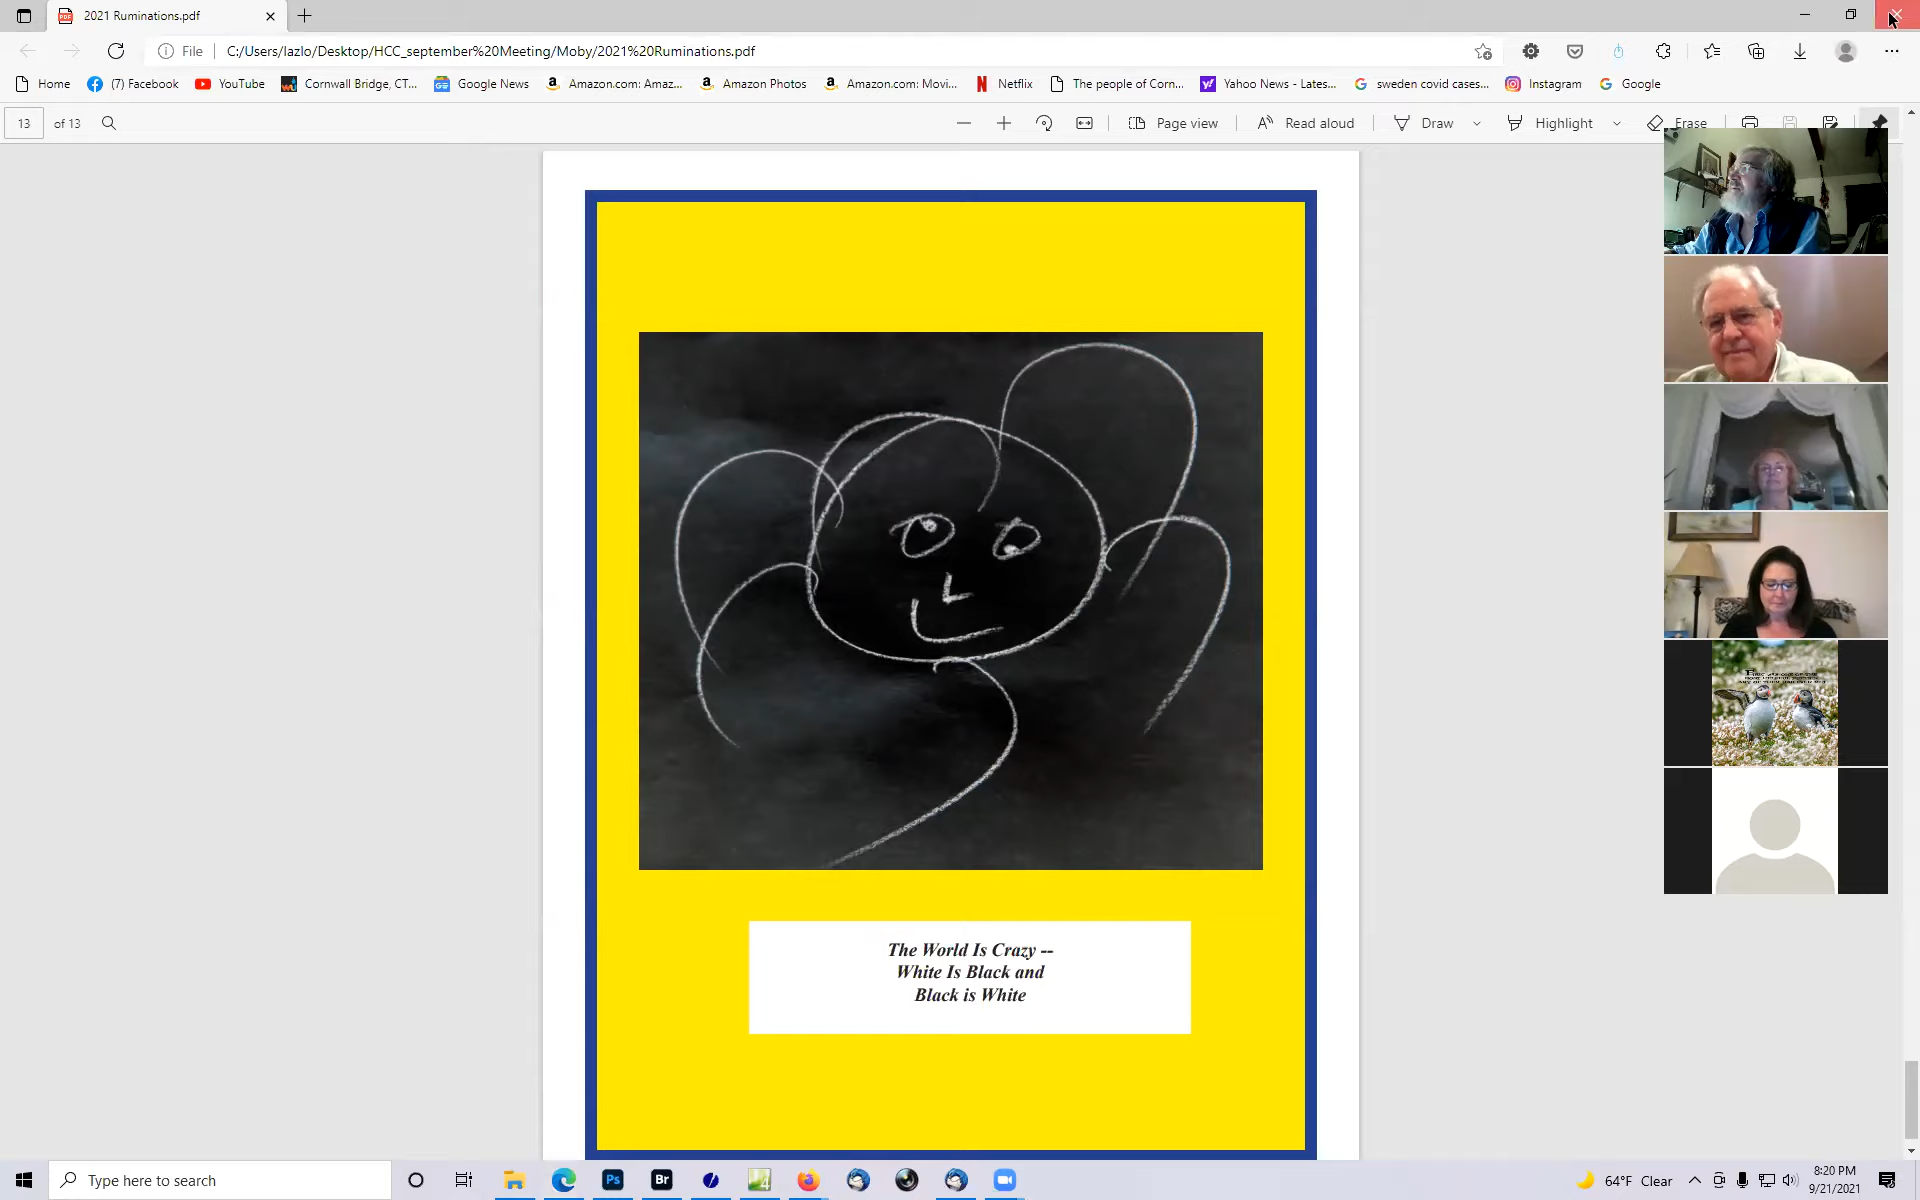 2021 Ruminations.pdf
File
C:/Users/lazlo/Desktop/HCC_september%20Meeting/Moby/2021%20Ruminations.pdf
Home
(7) Facebook
YouTube
Cornwall Bridge, CT...
Google News
Amazon.com: Amaz...
Amazon Photos
Amazon.com: Movi...
Netflix
The people of Corn...
Yahoo News - Lates...
sweden covid cases...
Instagram
Google
13 of 13
Page view
Read aloud
Draw
Highlight
Erase
The World Is Crazy --
White Is Black and
Black is White
Type here to search
Ps
Br
64°F Clear
8:20 PM
9/21/2021